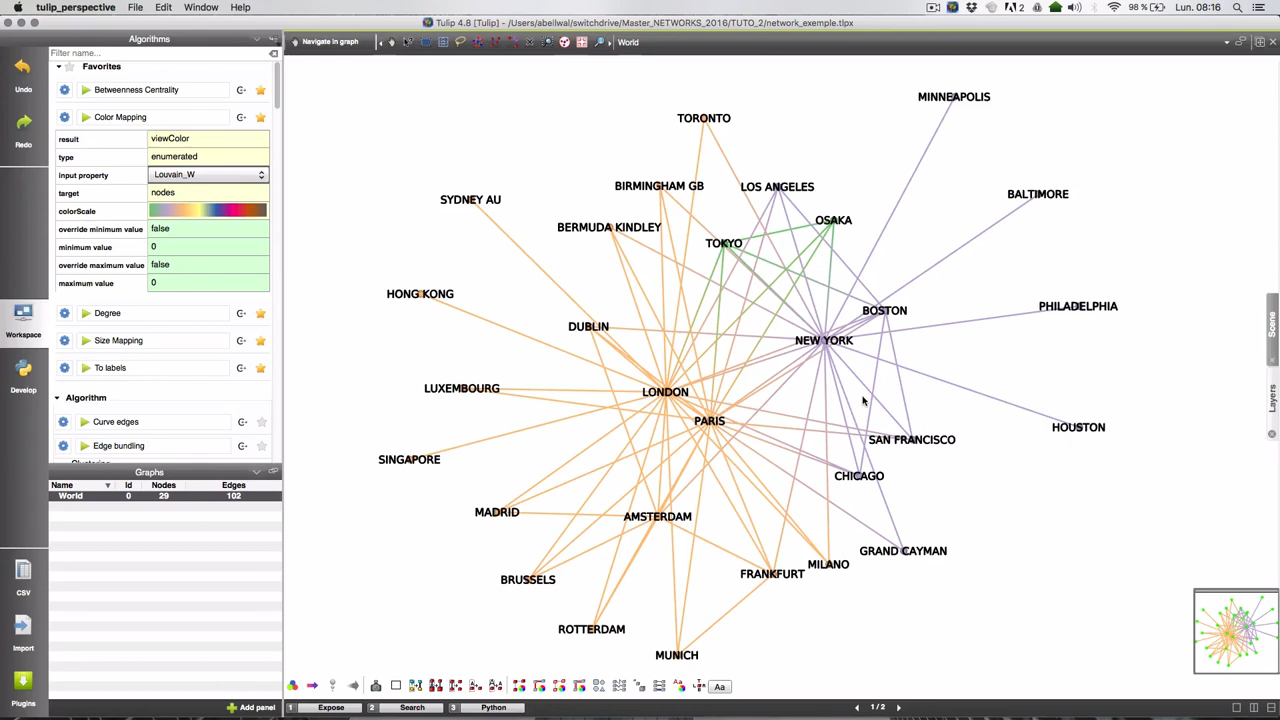 tulip_perspective File Edit Window Help 98 % Lun. 08:16
Tulip 4.8 [Tulip] - /Users/abellwal/switchdrive/Master_NETWORKS_2016/TUTO_2/network_exemple.tlpx
Algorithms
Filter name...
Favorites
Betweenness Centrality
Color Mapping
result viewColor
type enumerated
input property Louvain_W
target nodes
colorScale
override minimum value false
minimum value 0
override maximum value false
maximum value 0
Degree
Size Mapping
To labels
Algorithm
Curve edges
Edge bundling
Graphs
Name Id Nodes Edges
World 0 29 102
Undo
Redo
Workspace
Develop
CSV
Import
Plugins
Add panel
Navigate in graph World
MINNEAPOLIS
TORONTO
BIRMINGHAM GB
LOS ANGELES
BALTIMORE
SYDNEY AU
OSAKA
BERMUDA KINDLEY
TOKYO
HONG KONG
PHILADELPHIA
BOSTON
DUBLIN
NEW YORK
LUXEMBOURG
LONDON
PARIS
HOUSTON
SAN FRANCISCO
SINGAPORE
CHICAGO
MADRID
AMSTERDAM
GRAND CAYMAN
MILANO
FRANKFURT
BRUSSELS
ROTTERDAM
MUNICH
Scene
Layers
Aa
1 Expose 2 Search 3 Python 1 / 2